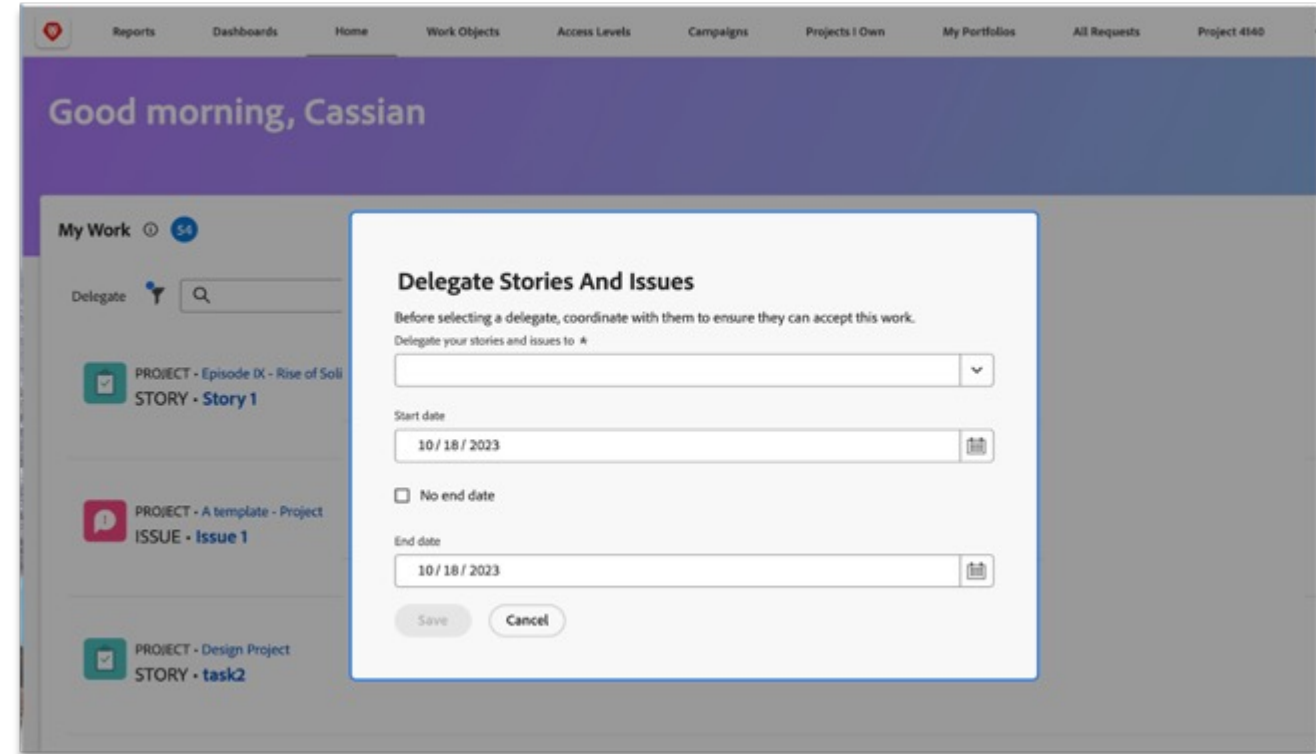 Reports Dashboards Home Work Objects Access Levels Campaigns Projects I Own My Portfolios All Requests Project 4140
Good morning, Cassian
My Work 54
Delegate
PROJECT • Episode IX - Rise of Soli
STORY • Story 1
PROJECT • A template - Project
ISSUE • Issue 1
PROJECT • Design Project
STORY • task2
Delegate Stories And Issues
Before selecting a delegate, coordinate with them to ensure they can accept this work.
Delegate your stories and issues to *
Start date
10/ 18/ 2023
No end date
End date
10/ 18/ 2023
Save Cancel